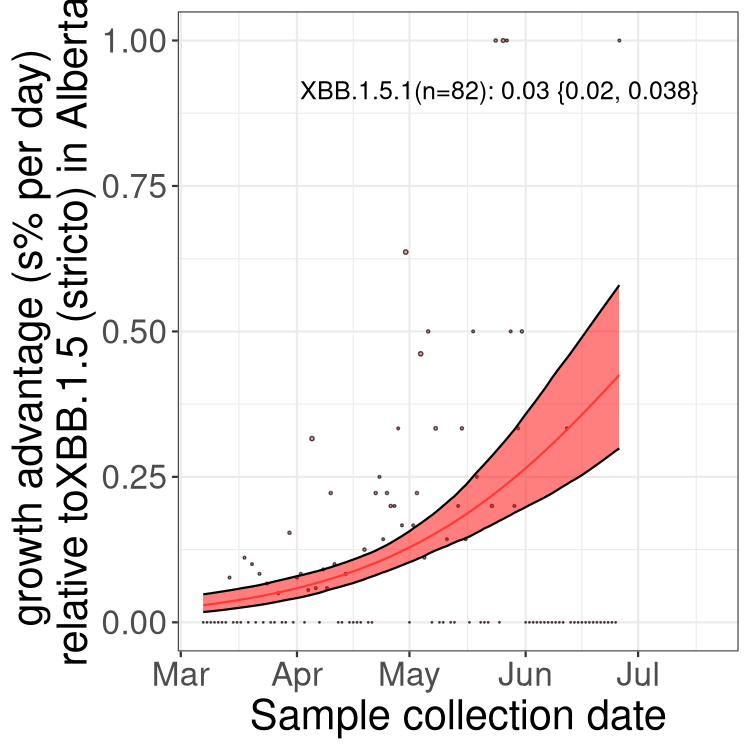 growth advantage (s% per day)
relative toXBB.1.5 (stricto) in Alberta
1.00
XBB.1.5.1(n=82): 0.03 {0.02, 0.038}
0.75
0.50
0.25
0.00
Mar Apr May Jun Jul
Sample collection date